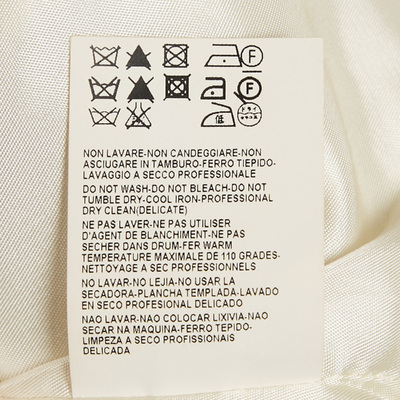 F
a F
ドライ
低
NON LAVARE-NON CANDEGGIARE-NON
ASCIUGARE IN TAMBURO-FERRO TIEPIDO-
LAVAGGIO A SECCO PROFESSIONALE
DO NOT WASH-DO NOT BLEACH-DO NOT
TUMBLE DRY-COOL IRON-PROFESSIONAL
DRY CLEAN(DELICATE)
NE PAS LAVER-NE PAS UTILISER
D'AGENT DE BLANCHIMENT-NE PAS
SECHER DANS DRUM-FER WARM
TEMPERATURE MAXIMALE DE 110 GRADES-
NETTOYAGE A SEC PROFESSIONNELS
NO LAVAR-NO LEJIA-NO USAR LA
SECADORA-PLANCHA TEMPLADA-LAVADO
EN SECO PROFESIONAL DELICADO
NAO LAVAR-NAO COLOCAR LIXIVIA-NAO
SECAR NA MAQUINA-FERRO TEPIDO-
LIMPEZA A SECO PROFISSIONAIS
DELICADA